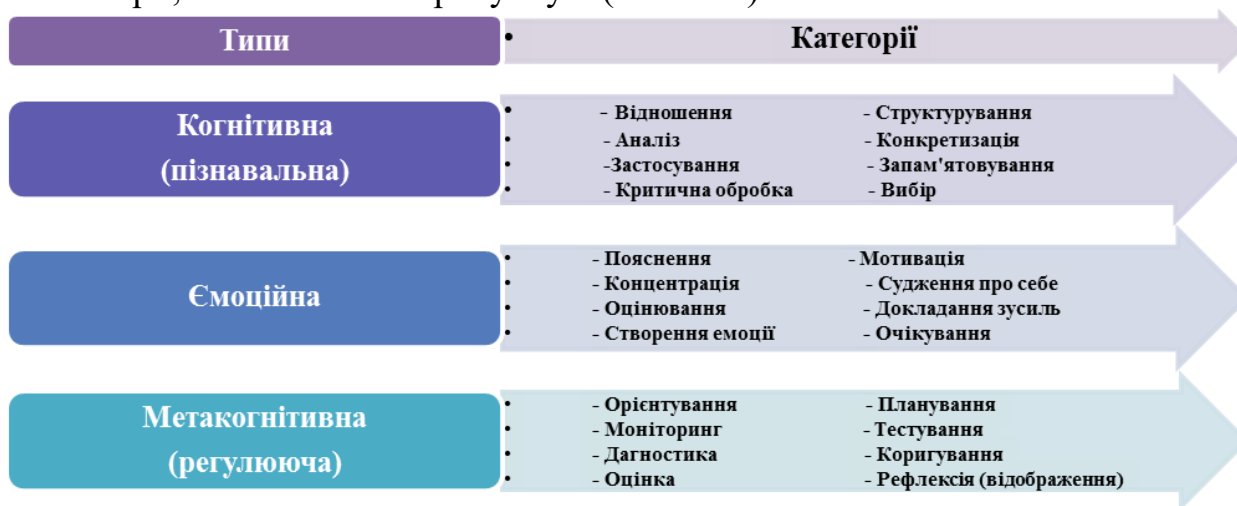 Типи
• Категорії
Когнітивна
(пізнавальна)
• - Відношення - Структурування
• - Аналіз - Конкретизація
• -Застосування - Запам'ятовування
• - Критична обробка - Вибір
Ємоційна
• - Пояснення - Мотивація
• - Концентрація - Судження про себе
• - Оцінювання - Докладання зусиль
• - Створення емоції - Очікування
Метакогнітивна
(регулююча)
• - Орієнтування - Планування
• - Моніторинг - Тестування
• - Дагностика - Коригування
• - Оцінка - Рефлексія (відображення)